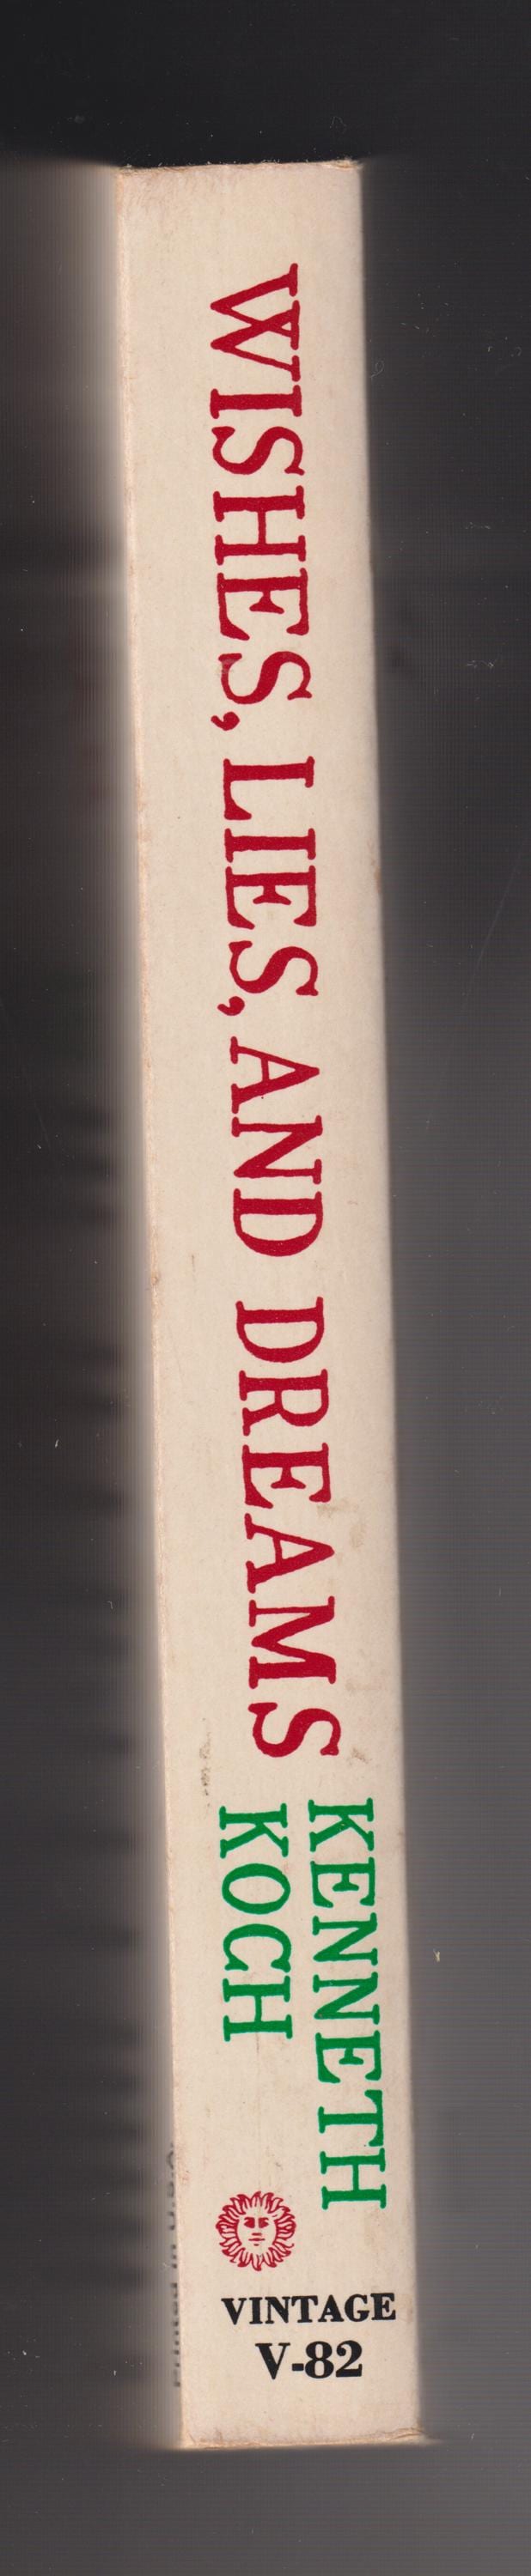 WISHES, LIES, AND DREAMS
KENNETH
KOCH
VINTAGE
V-82